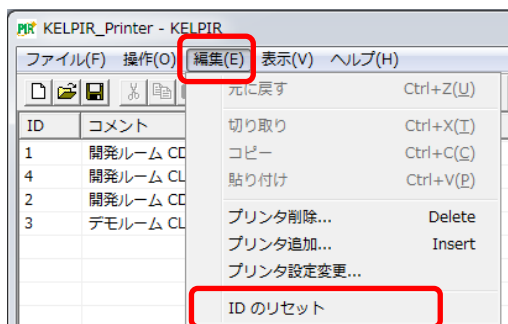 PIR KELPIR_Printer - KELPIR
ファイル(F) 操作(O) 編集(E) 表示(V) ヘルプ(H)
元に戻す Ctrl+Z(U)
ID コメント
切り取り Ctrl+X(T)
1 開発ルーム CD
コピー Ctrl+C(C)
4 開発ルーム CL
貼り付け Ctrl+V(P)
2 開発ルーム CD
3 デモルーム CL
プリンタ削除... Delete
プリンタ追加... Insert
プリンタ設定変更...
ID のリセット